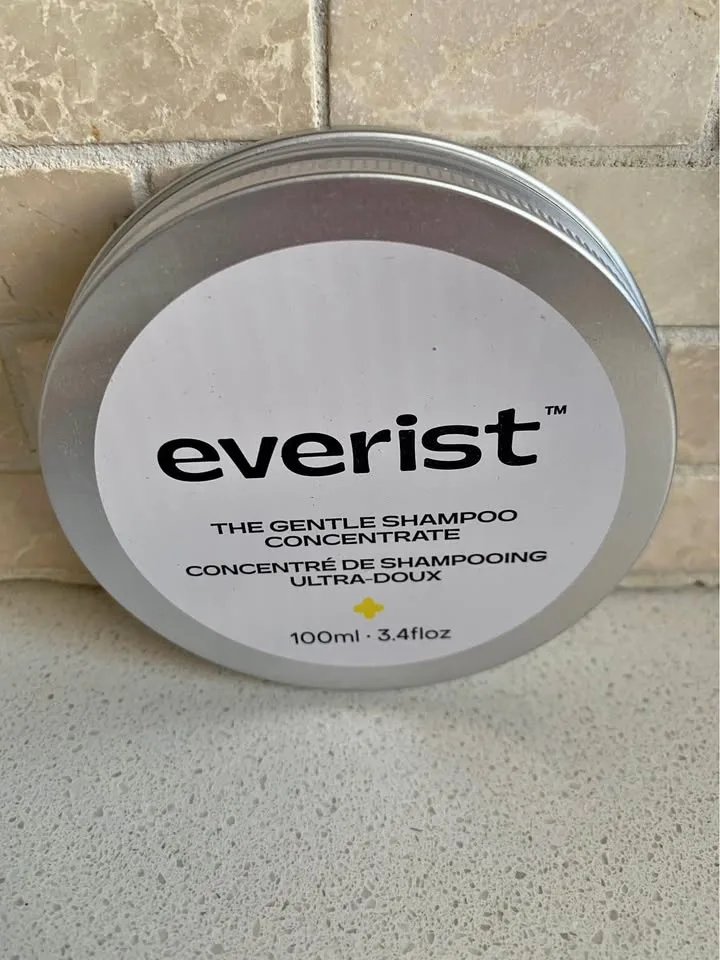 everist™
THE GENTLE SHAMPOO
CONCENTRATE
CONCENTRÉ DE SHAMPOOING
ULTRA-DOUX
100ml · 3.4floz